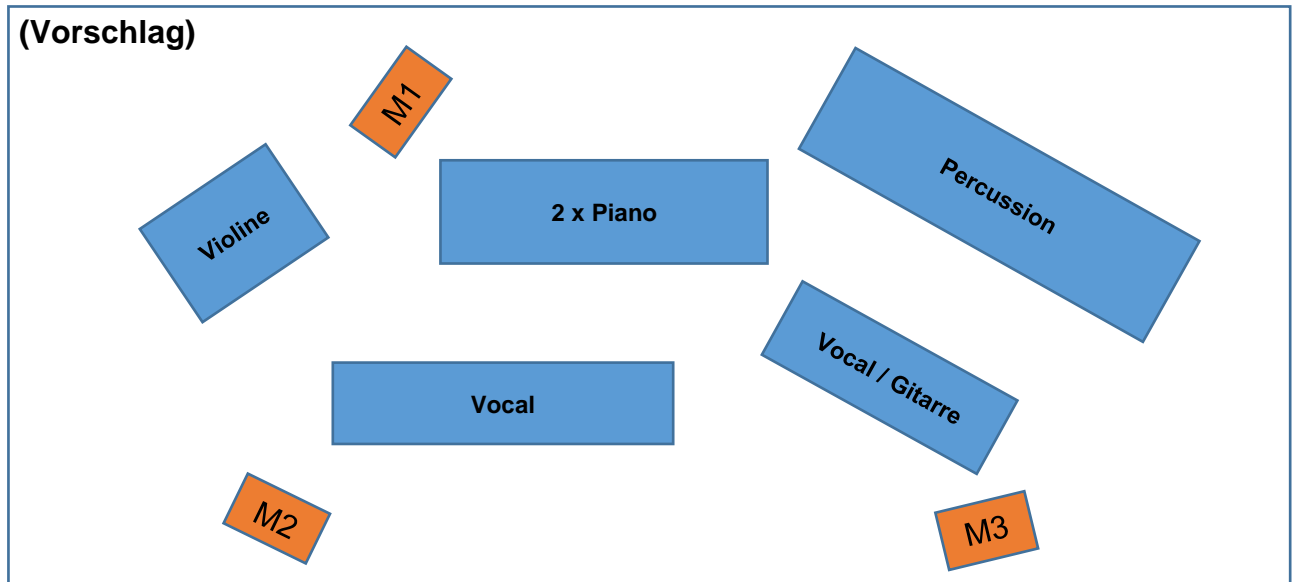 (Vorschlag)
M1
Percussion
Violine
2 x Piano
Vocal / Gitarre
Vocal
M2
M3